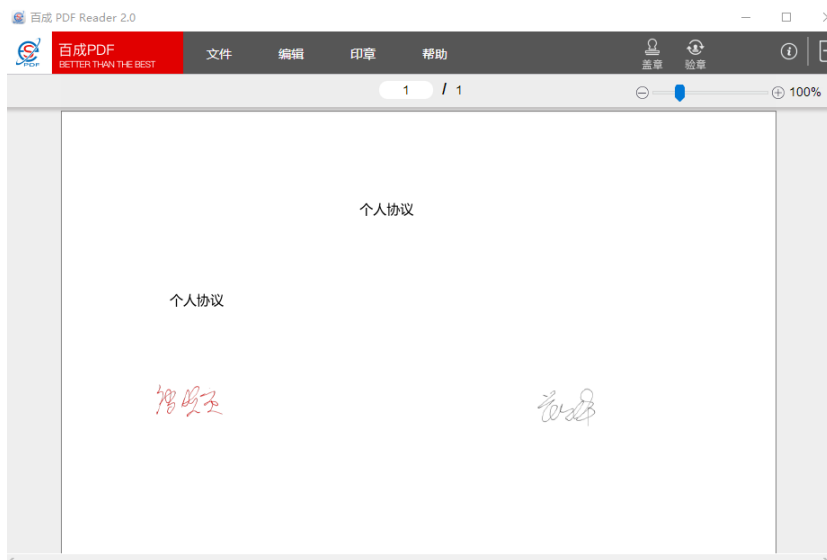 百成 PDF Reader 2.0
百成PDF
BETTER THAN THE BEST
文件 编辑 印章 帮助
盖章 验章
PDF
1 / 1
100%
个人协议
个人协议